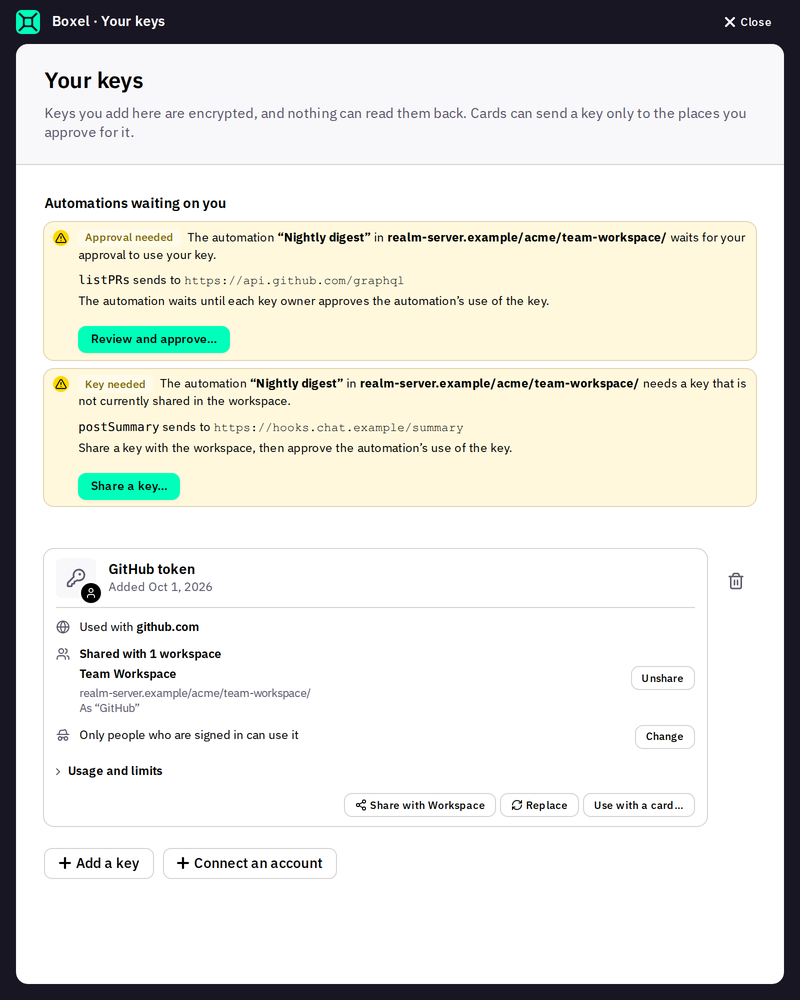 Boxel · Your keys
Close
Your keys
Keys you add here are encrypted, and nothing can read them back. Cards can send a key only to the places you
approve for it.
Automations waiting on you
Approval needed The automation “Nightly digest” in realm-server.example/acme/team-workspace/ waits for your
approval to use your key.
listPRs sends to https://api.github.com/graphql
The automation waits until each key owner approves the automation’s use of the key.
Review and approve…
Key needed The automation “Nightly digest” in realm-server.example/acme/team-workspace/ needs a key that is
not currently shared in the workspace.
postSummary sends to https://hooks.chat.example/summary
Share a key with the workspace, then approve the automation’s use of the key.
Share a key…
GitHub token
Added Oct 1, 2026
Used with github.com
Shared with 1 workspace
Team Workspace
Unshare
realm-server.example/acme/team-workspace/
As “GitHub”
Only people who are signed in can use it
Change
Usage and limits
Share with Workspace
Replace
Use with a card…
Add a key
Connect an account